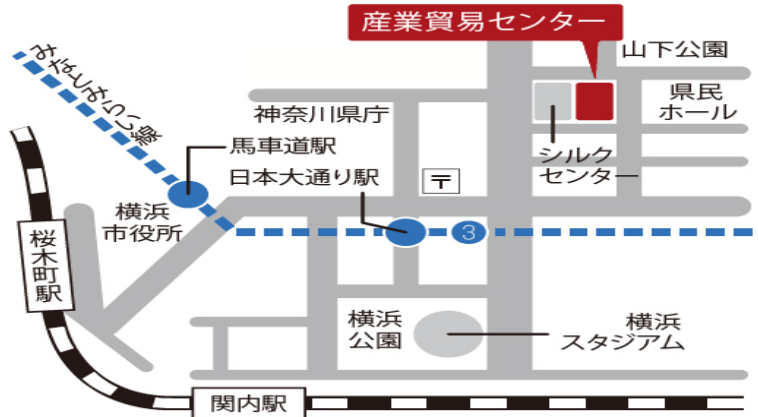 産業貿易センター
山下公園
みなとみらい線
県民
ホール
神奈川県庁
馬車道駅
シルク
センター
日本大通り駅
〒
横浜
市役所
3
桜木町駅
横浜
公園
横浜
スタジアム
関内駅